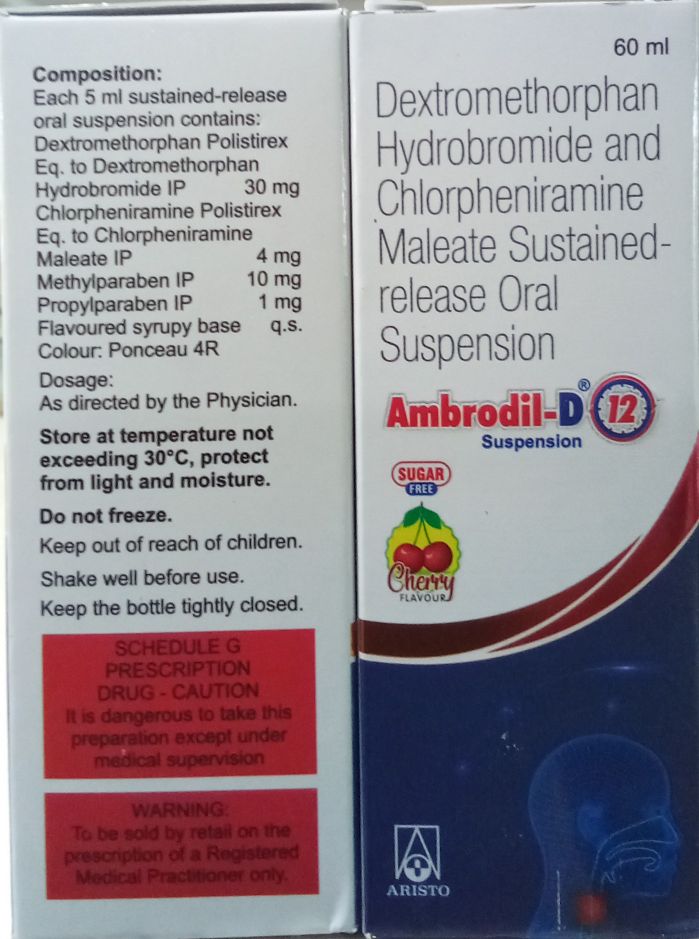 Composition:
Each 5 ml sustained-release
oral suspension contains:
Dextromethorphan Polistirex
Eq. to Dextromethorphan
Hydrobromide IP 30 mg
Chlorpheniramine Polistirex
Eq. to Chlorpheniramine
Maleate IP 4 mg
Methylparaben IP 10 mg
Propylparaben IP 1 mg
Flavoured syrupy base q.s.
Colour: Ponceau 4R
Dosage:
As directed by the Physician.
Store at temperature not
exceeding 30°C, protect
from light and moisture.
Do not freeze.
Keep out of reach of children.
Shake well before use.
Keep the bottle tightly closed.
SCHEDULE G
PRESCRIPTION
DRUG - CAUTION
It is dangerous to take this
preparation except under
medical supervision
WARNING:
To be sold by retail on the
prescription of a Registered
Medical Practitioner only.
60 ml
Dextromethorphan
Hydrobromide and
Chlorpheniramine
Maleate Sustained-
release Oral
Suspension
Ambrodil-D® 12
Suspension
SUGAR
FREE
Cherry
FLAVOUR
ARISTO